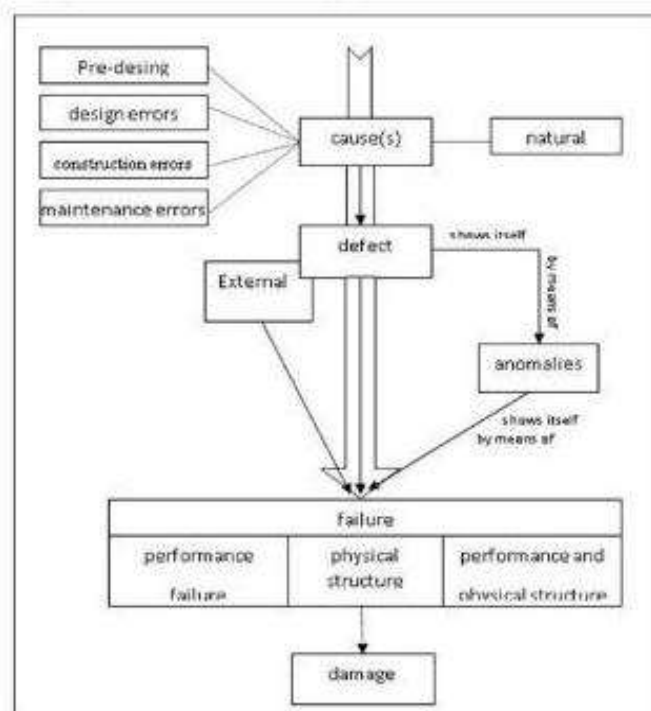 Pre-desing
design errors
construction errors
maintenance errors
cause(s)
natural
defect
shows itself
by means of
External
anomalies
shows itself
by means of
failure
performance
failure
physical
structure
performance and
physical structure
damage